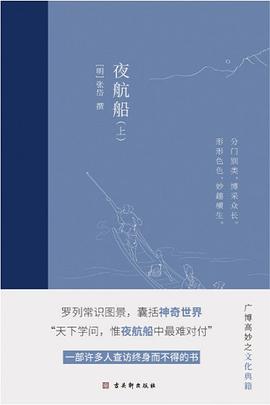 夜航船(上)
[明]张岱 撰
分门别类，博采众长。
形形色色，妙趣横生。
罗列常识图景，囊括神奇世界
“天下学问，惟夜航船中最难对付”
一部许多人查访终身而不得的书
广博高妙之文化典籍
古吴轩出版社